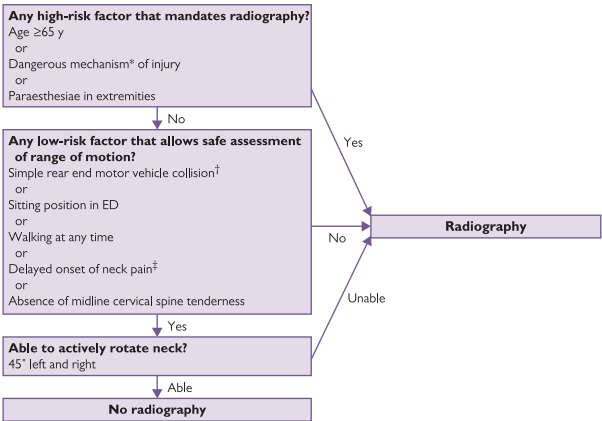 Any high-risk factor that mandates radiography?
Age ≥65 y
or
Dangerous mechanism* of injury
or
Paraesthesiae in extremities
No
Yes
Any low-risk factor that allows safe assessment
of range of motion?
Simple rear end motor vehicle collision†
or
Sitting position in ED
or
Walking at any time
or
Delayed onset of neck pain‡
or
Absence of midline cervical spine tenderness
No
Radiography
Unable
Yes
Able to actively rotate neck?
45° left and right
Able
No radiography